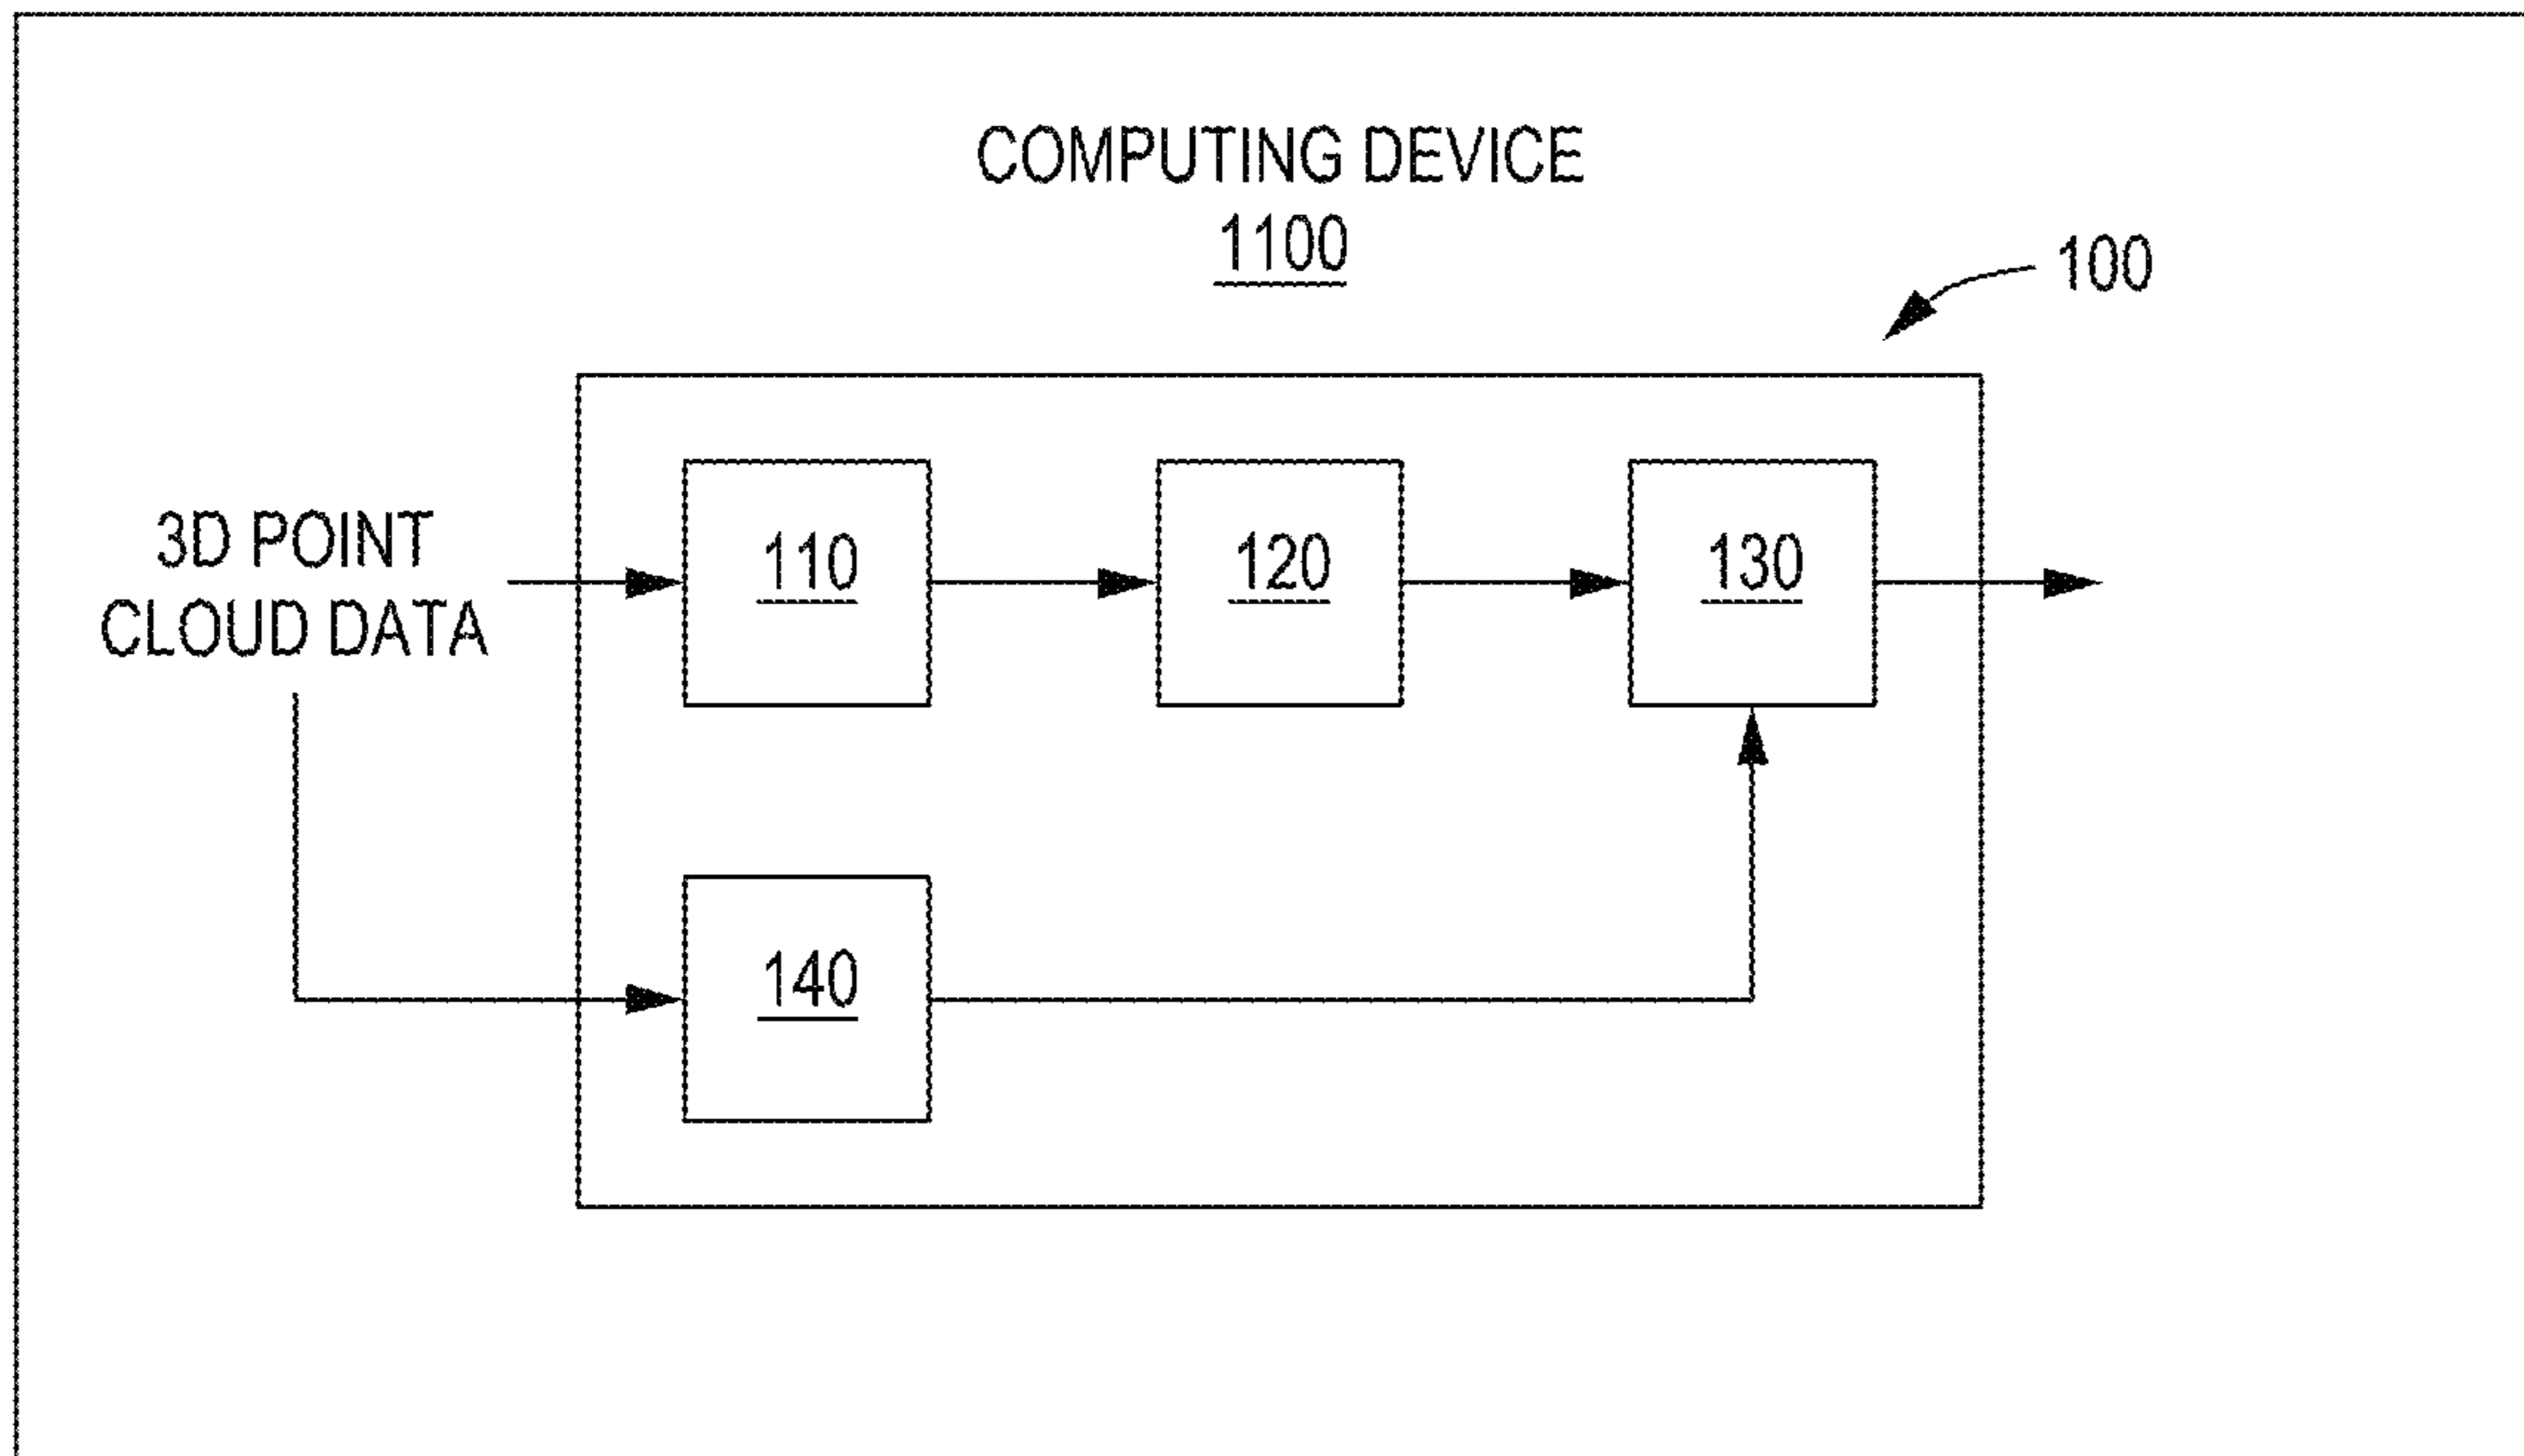 COMPUTING DEVICE
1100
100
3D POINT
CLOUD DATA
110
120
130
140